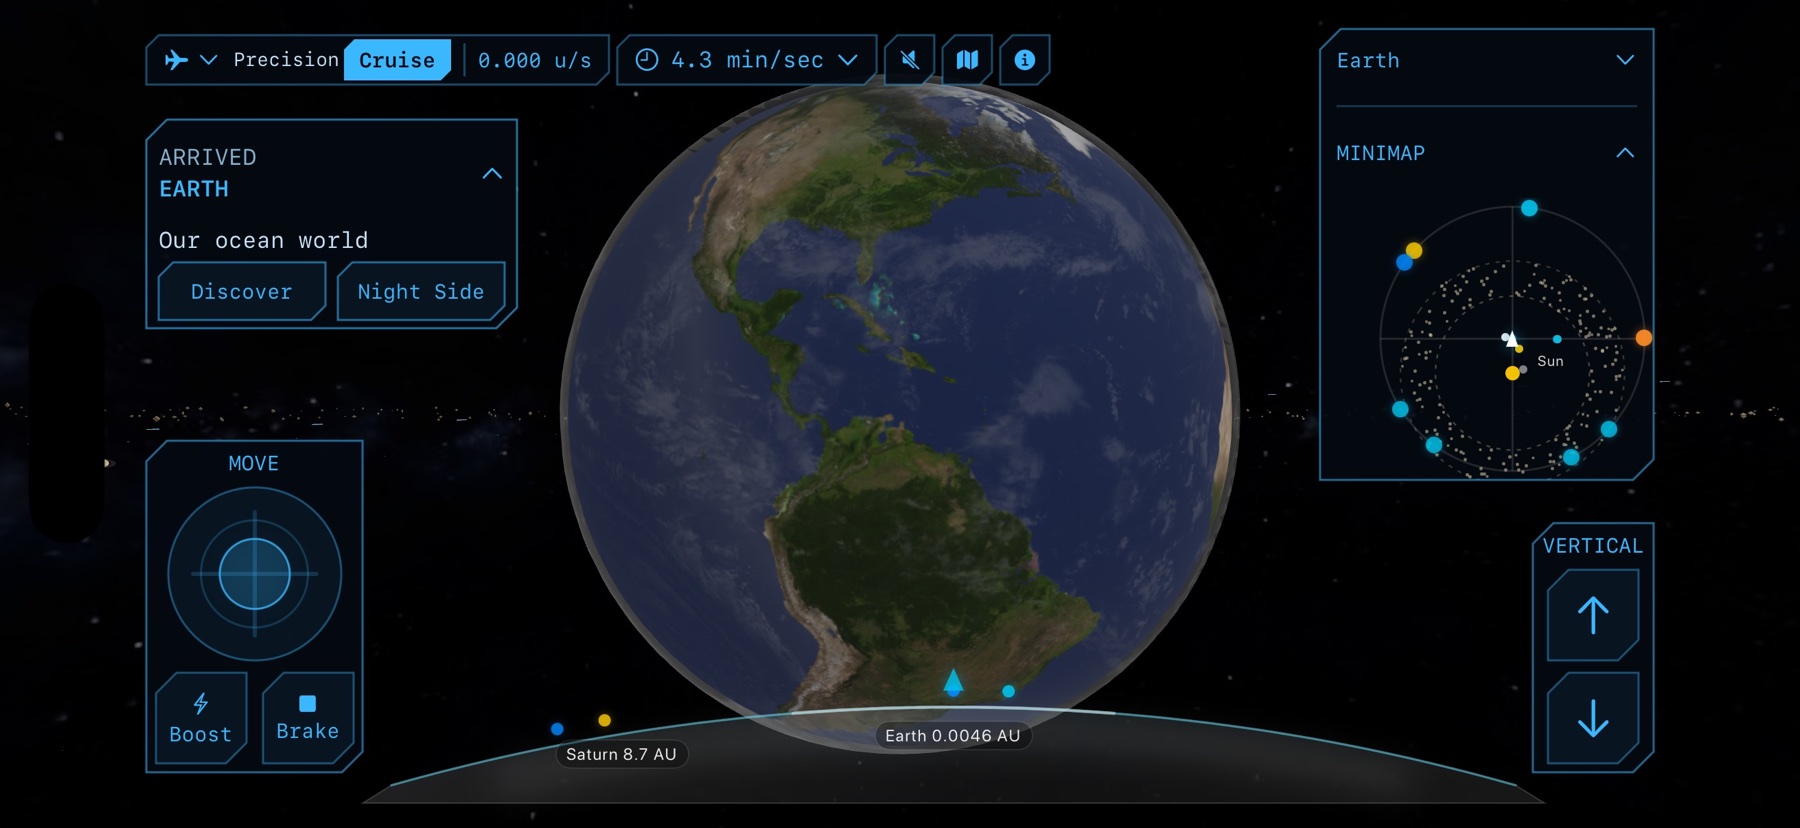 Precision Cruise 0.000 u/s 4.3 min/sec
ARRIVED
EARTH
Our ocean world
Discover Night Side
Earth
MINIMAP
Sun
MOVE
Boost Brake
VERTICAL
Saturn 8.7 AU
Earth 0.0046 AU